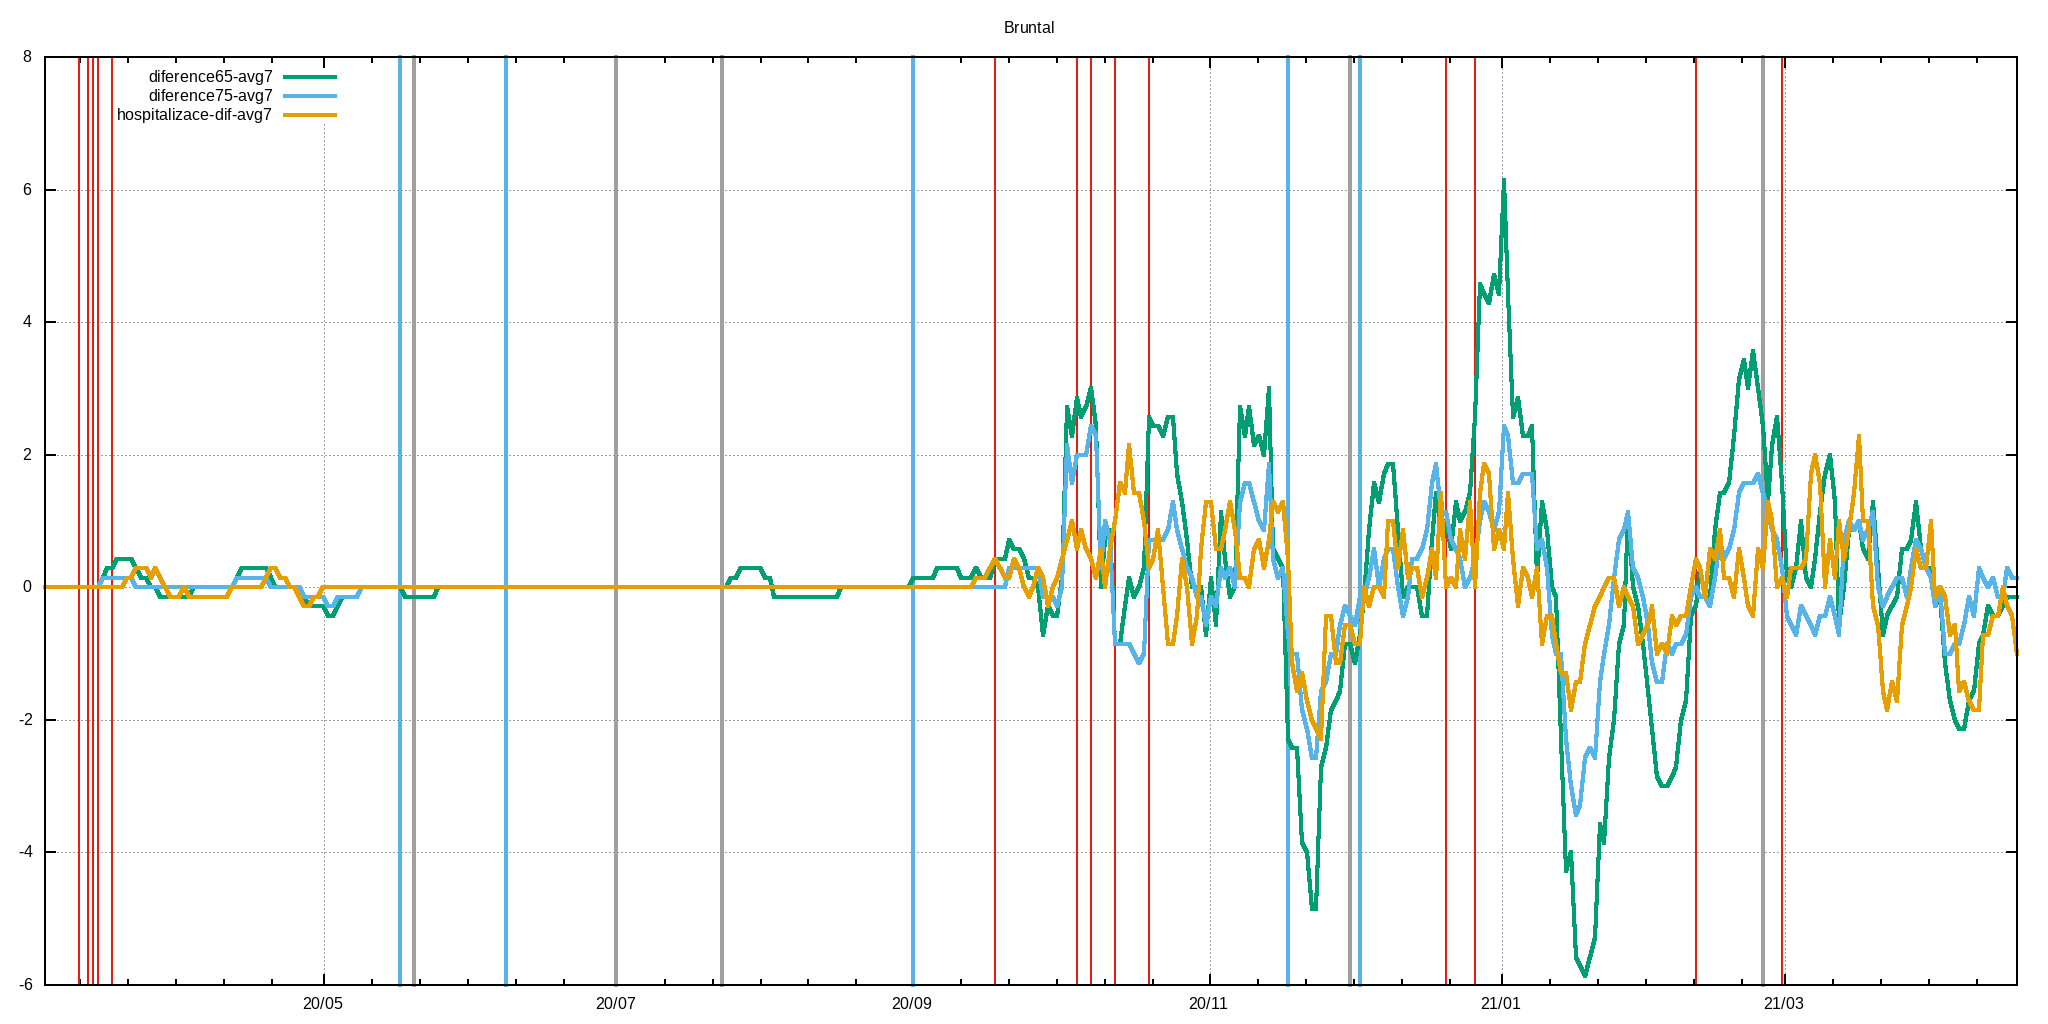 Bruntal
diference65-avg7
diference75-avg7
hospitalizace-dif-avg7
8
6
4
2
0
-2
-4
-6
20/05 20/07 20/09 20/11 21/01 21/03